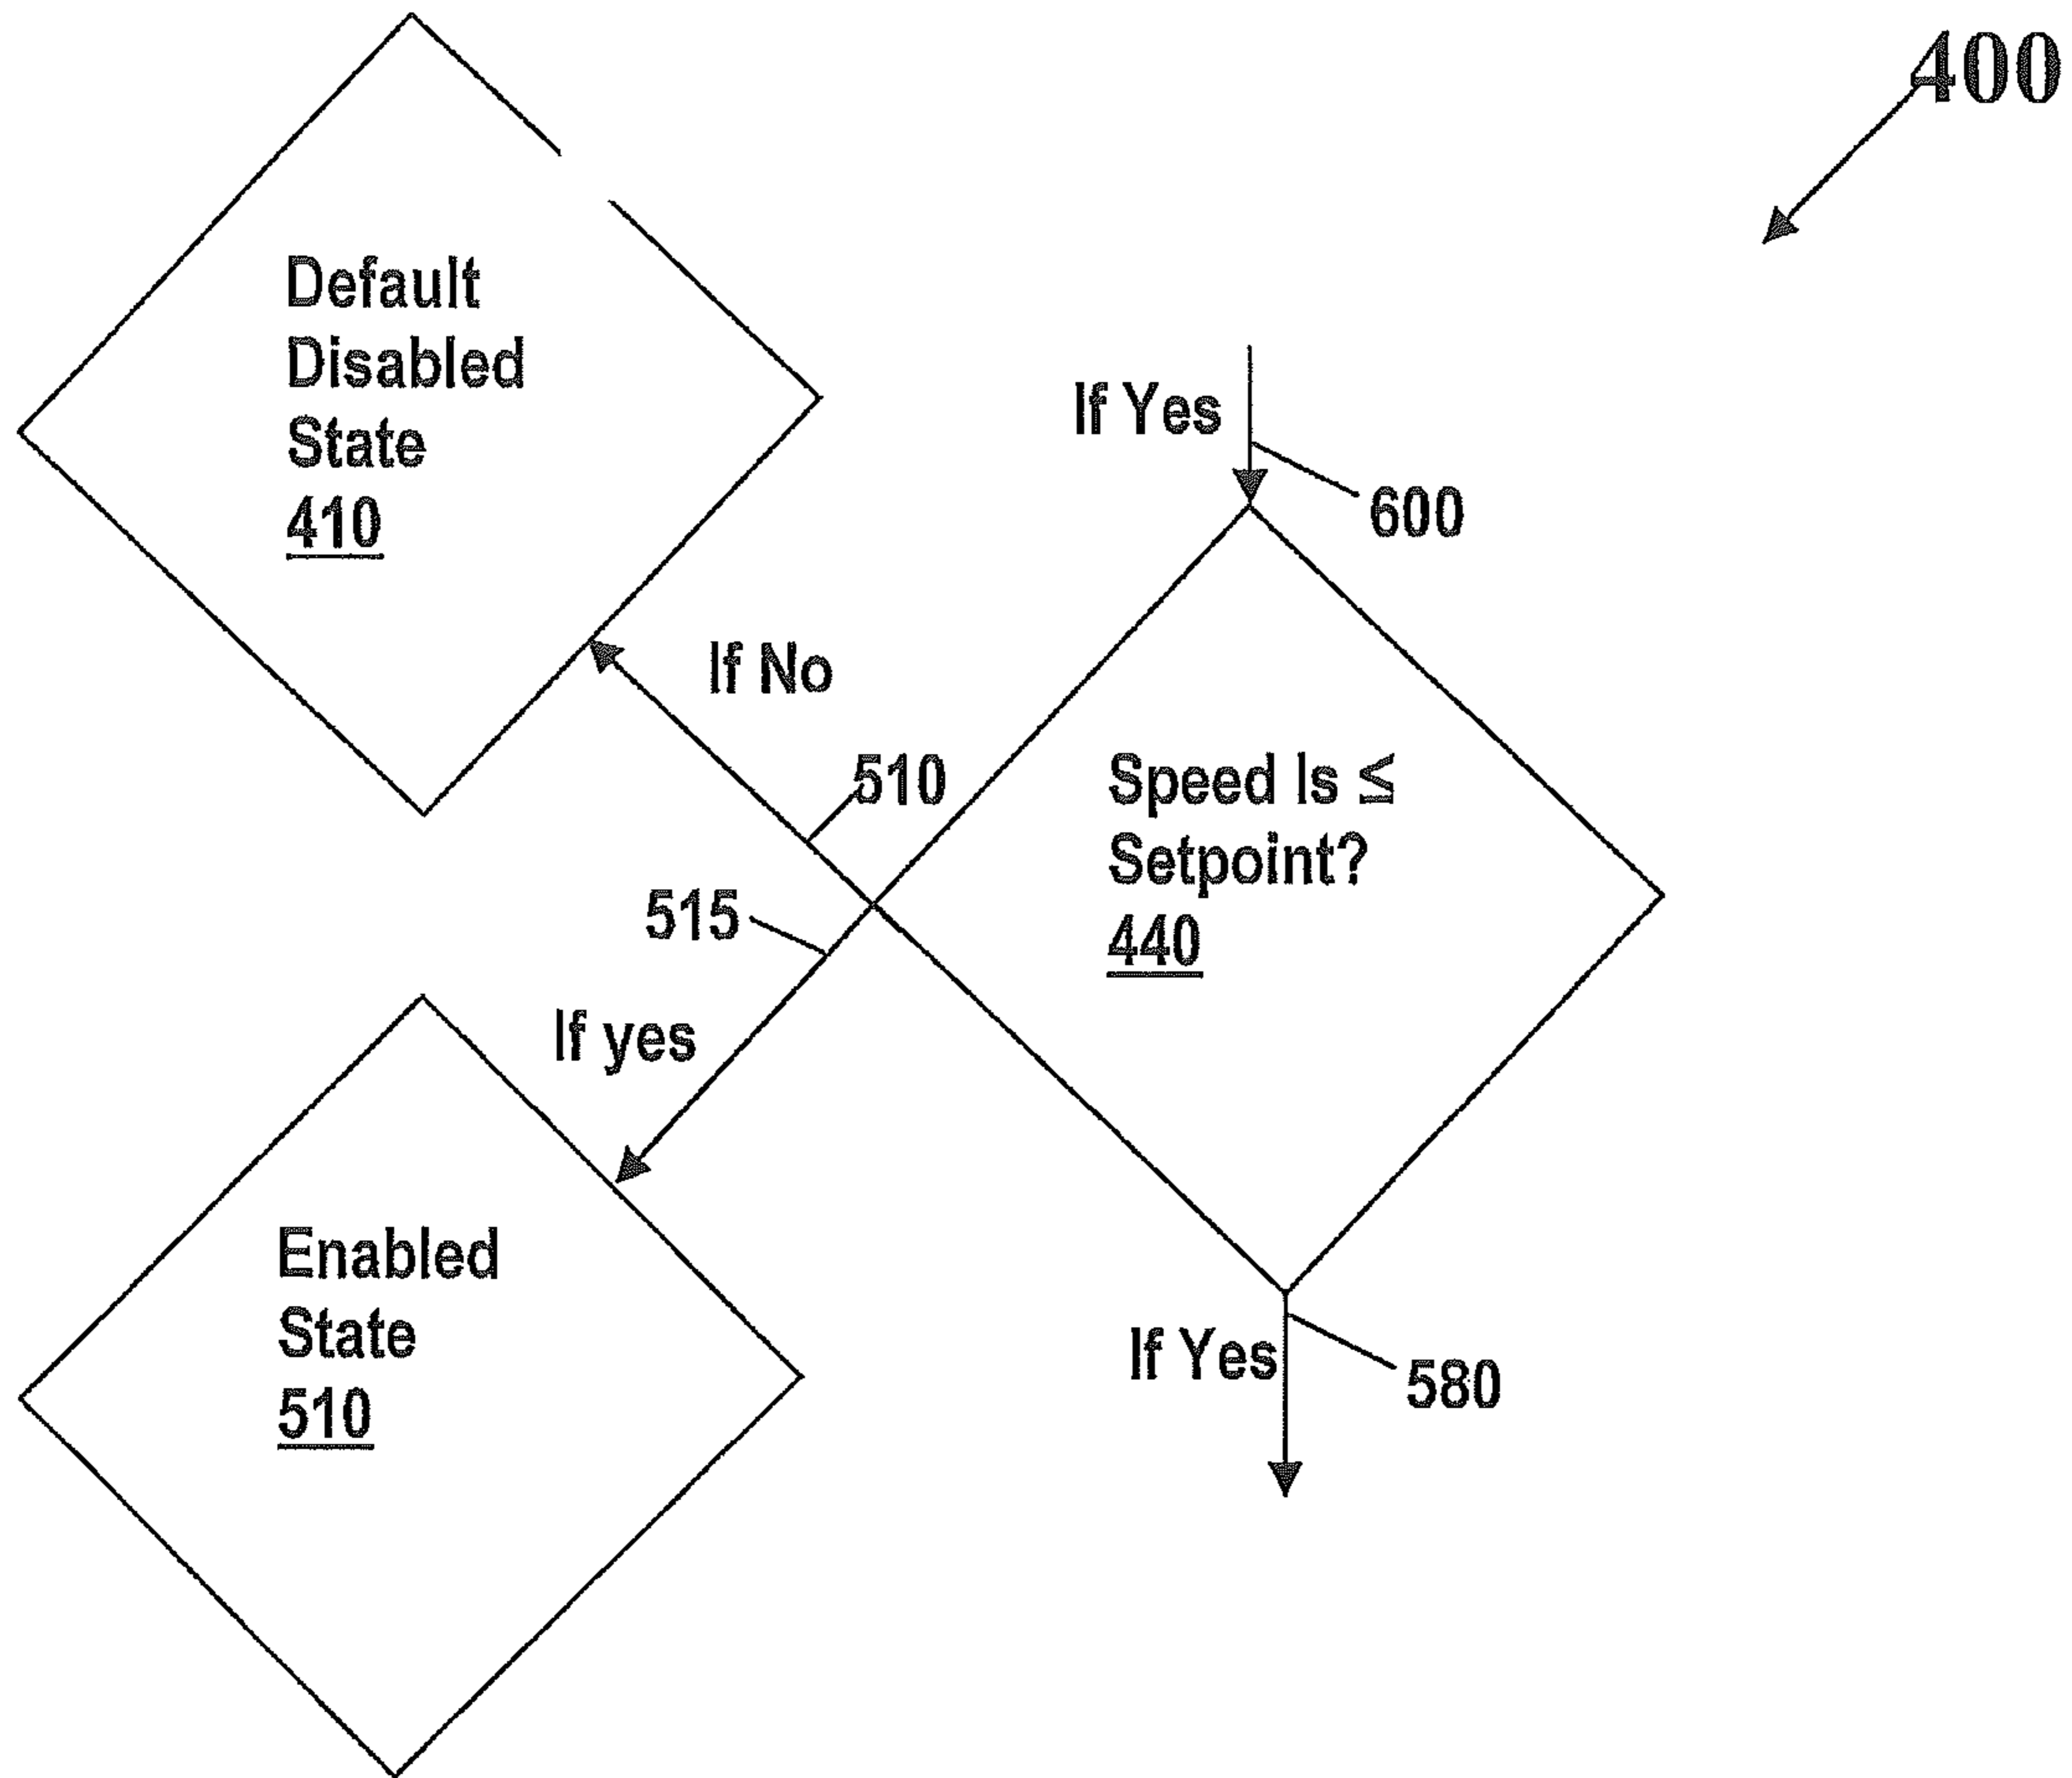 400
Default
Disabled
State
410
If Yes
600
If No
510
Speed Is ≤
Setpoint?
440
515
If yes
Enabled
State
510
If Yes
580